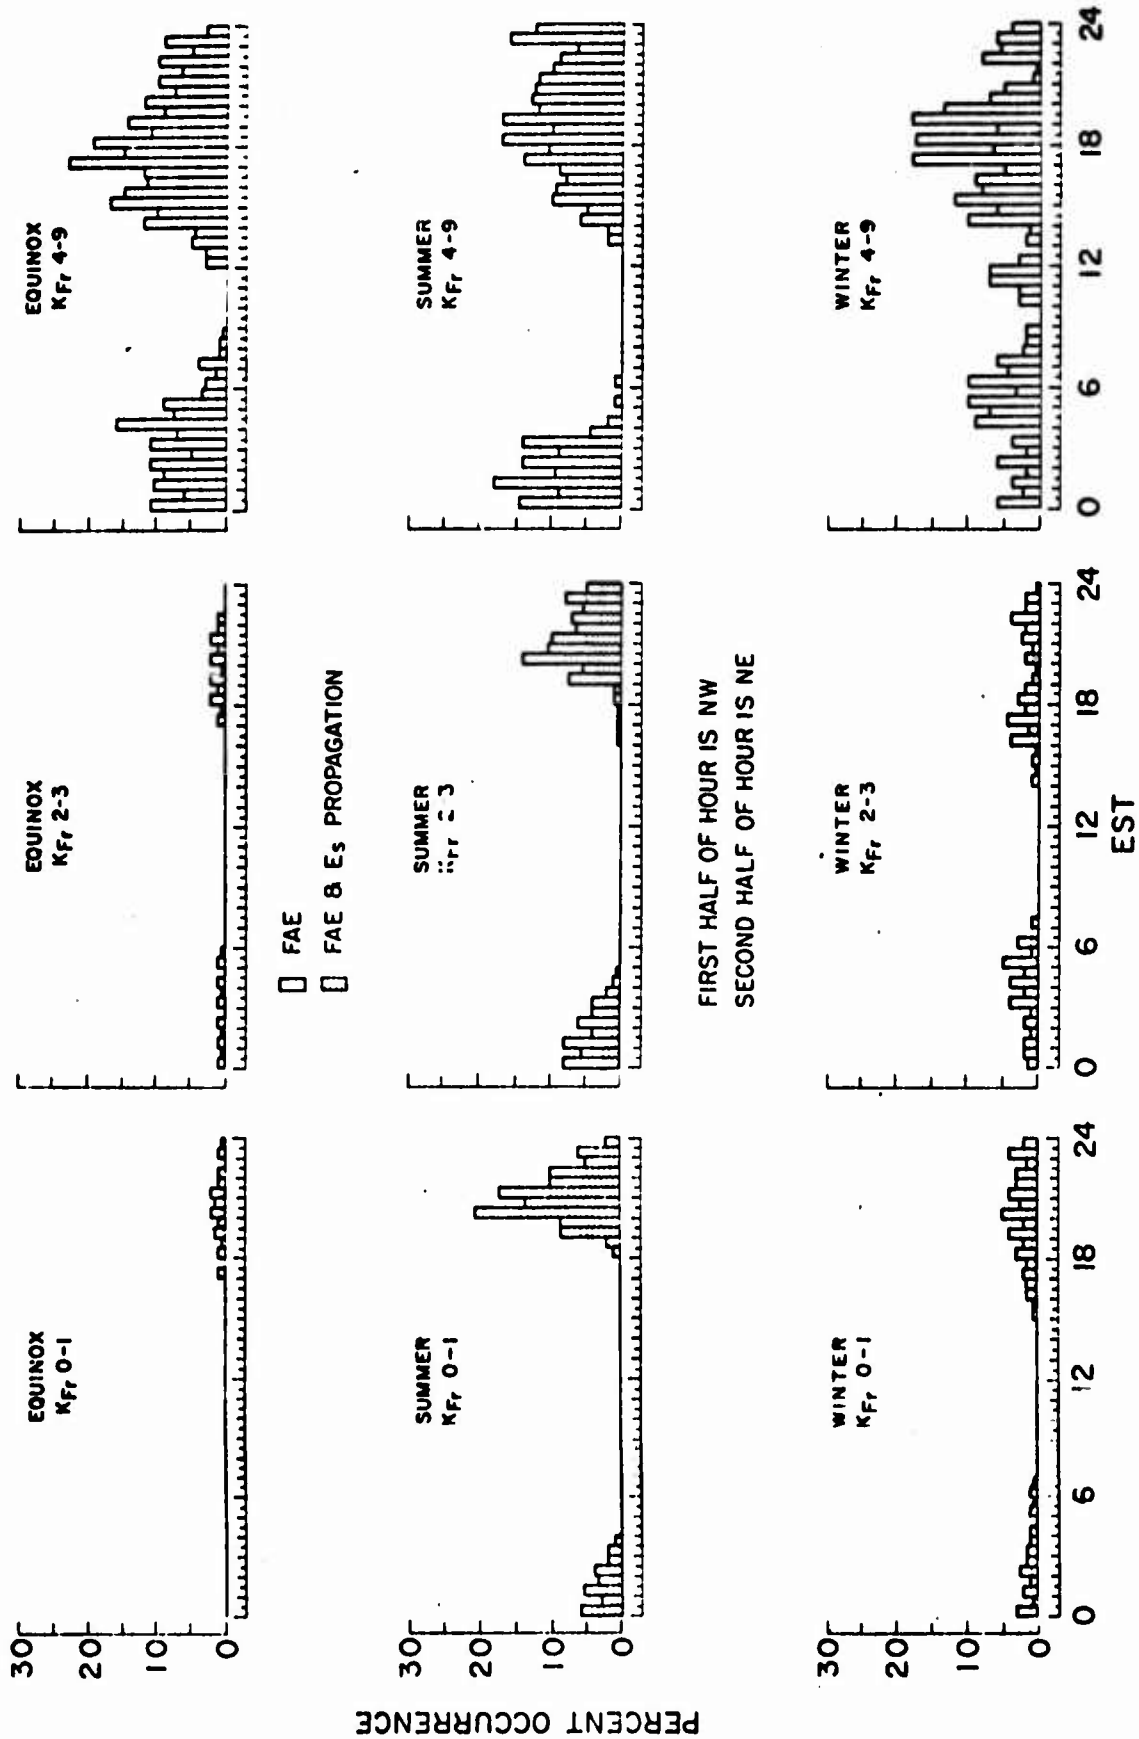 EQUINOX
KFr 0-1
EQUINOX
KFr 2-3
EQUINOX
KFr 4-9
30
20
10
0
FAE
FAE & Es PROPAGATION
SUMMER
KFr 0-1
SUMMER
3
SUMMER
KFr 4-9
30
20
10
0
FIRST HALF OF HOUR IS NW
SECOND HALF OF HOUR IS NE
WINTER
KFr 0-1
WINTER
KFr 2-3
WINTER
KFr 4-9
30
20
10
0
0 6 12 18 24
0 6 12 18 24
0 6 12 18 24
EST
PERCENT OCCURRENCE